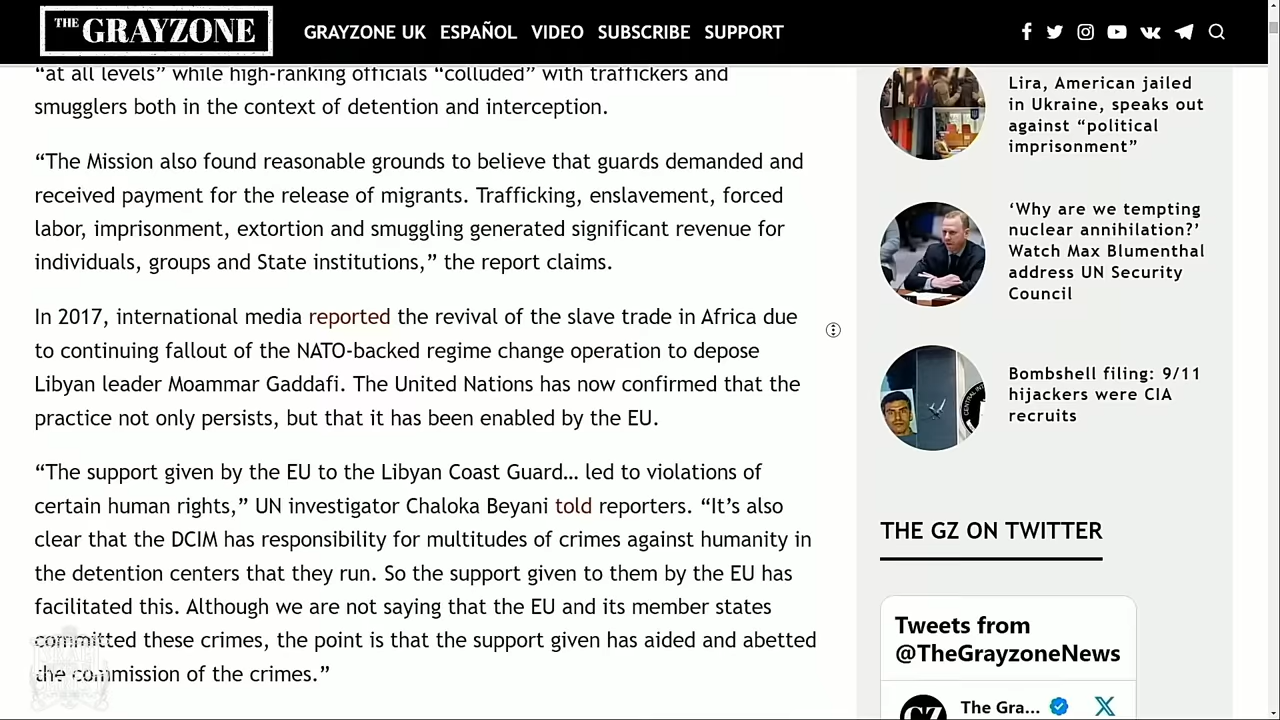 THE GRAYZONE
GRAYZONE UK ESPAÑOL VIDEO SUBSCRIBE SUPPORT
“at all levels” while high-ranking officials “colluded” with traffickers and
smugglers both in the context of detention and interception.
“The Mission also found reasonable grounds to believe that guards demanded and
received payment for the release of migrants. Trafficking, enslavement, forced
labor, imprisonment, extortion and smuggling generated significant revenue for
individuals, groups and State institutions,” the report claims.
In 2017, international media reported the revival of the slave trade in Africa due
to continuing fallout of the NATO-backed regime change operation to depose
Libyan leader Moammar Gaddafi. The United Nations has now confirmed that the
practice not only persists, but that it has been enabled by the EU.
“The support given by the EU to the Libyan Coast Guard… led to violations of
certain human rights,” UN investigator Chaloka Beyani told reporters. “It’s also
clear that the DCIM has responsibility for multitudes of crimes against humanity in
the detention centers that they run. So the support given to them by the EU has
facilitated this. Although we are not saying that the EU and its member states
committed these crimes, the point is that the support given has aided and abetted
the commission of the crimes.”
Lira, American jailed
in Ukraine, speaks out
against “political
imprisonment”
‘Why are we tempting
nuclear annihilation?’
Watch Max Blumenthal
address UN Security
Council
Bombshell filing: 9/11
hijackers were CIA
recruits
THE GZ ON TWITTER
Tweets from
@TheGrayzoneNews
GZ
The Gra...